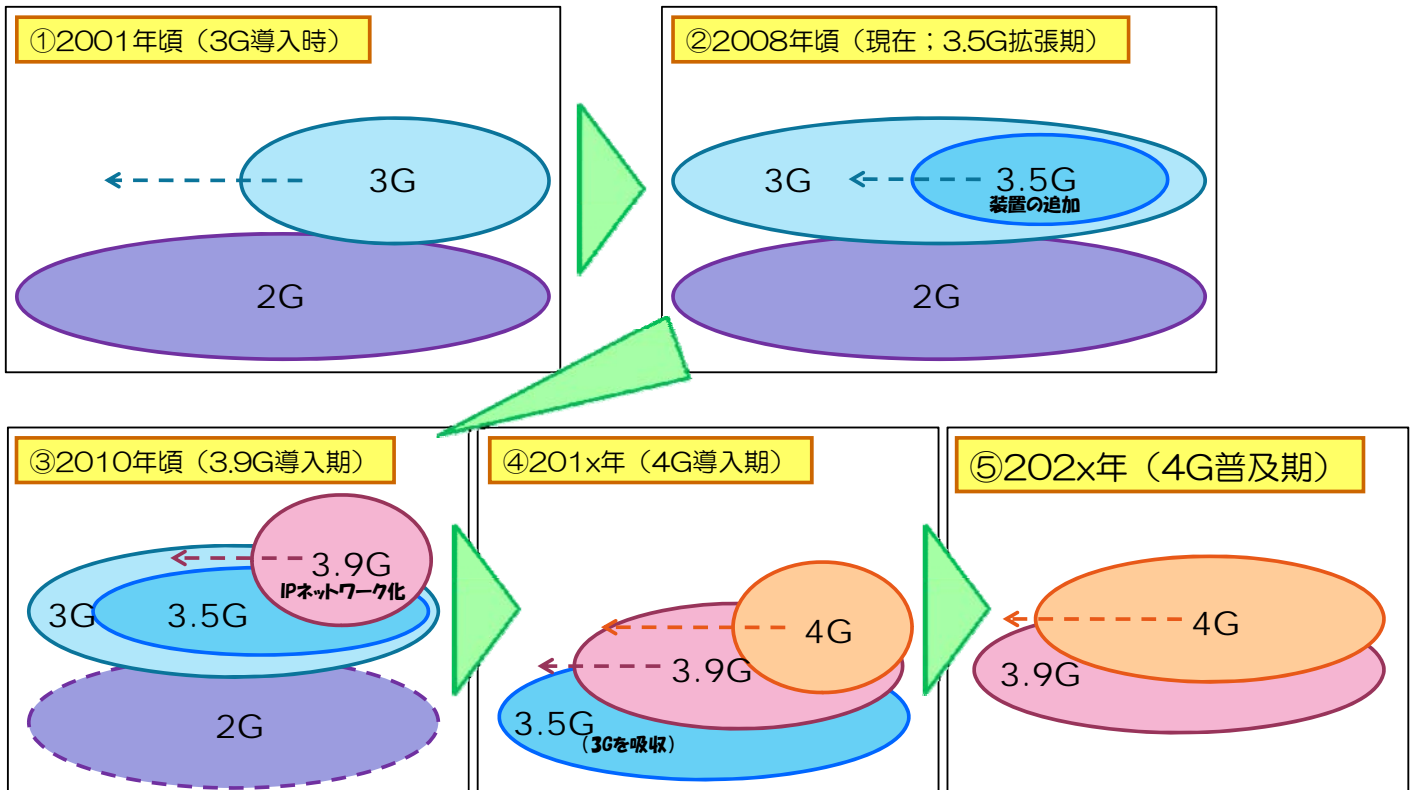 ①2001年頃（3G導入時）
3G
2G
②2008年頃（現在；3.5G拡張期）
3G
3.5G
装置の追加
2G
③2010年頃（3.9G導入期）
3.9G
IPネットワーク化
3G
3.5G
2G
④201x年（4G導入期）
4G
3.9G
3.5G
（3Gを吸収）
⑤202x年（4G普及期）
4G
3.9G